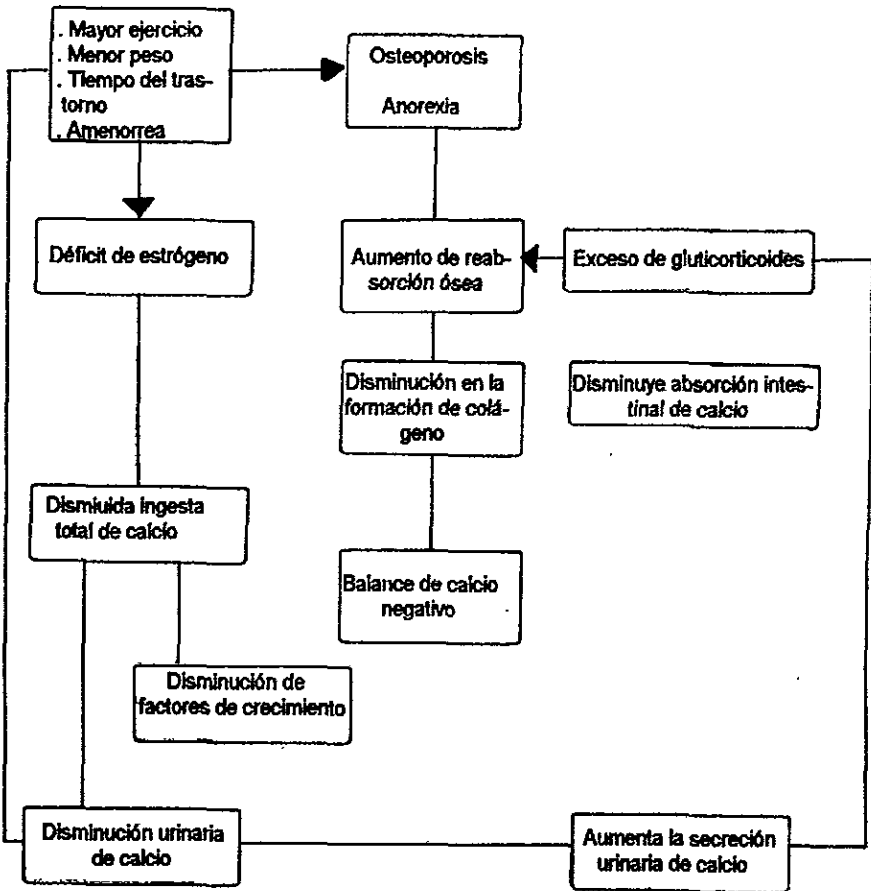 . Mayor ejercicio
. Menor peso
. Tiempo del tras-
torno
. Amenorrea
Osteoporosis
Anorexia
Déficit de estrógeno
Aumento de reab-
sorción ósea
Exceso de gluticorticoides
Disminución en la
formación de colá-
geno
Disminuye absorción intes-
tinal de calcio
Dismiuida ingesta
total de calcio
Balance de calcio
negativo
Disminución de
factores de crecimiento
Disminución urinaria
de calcio
Aumenta la secreción
urinaria de calcio